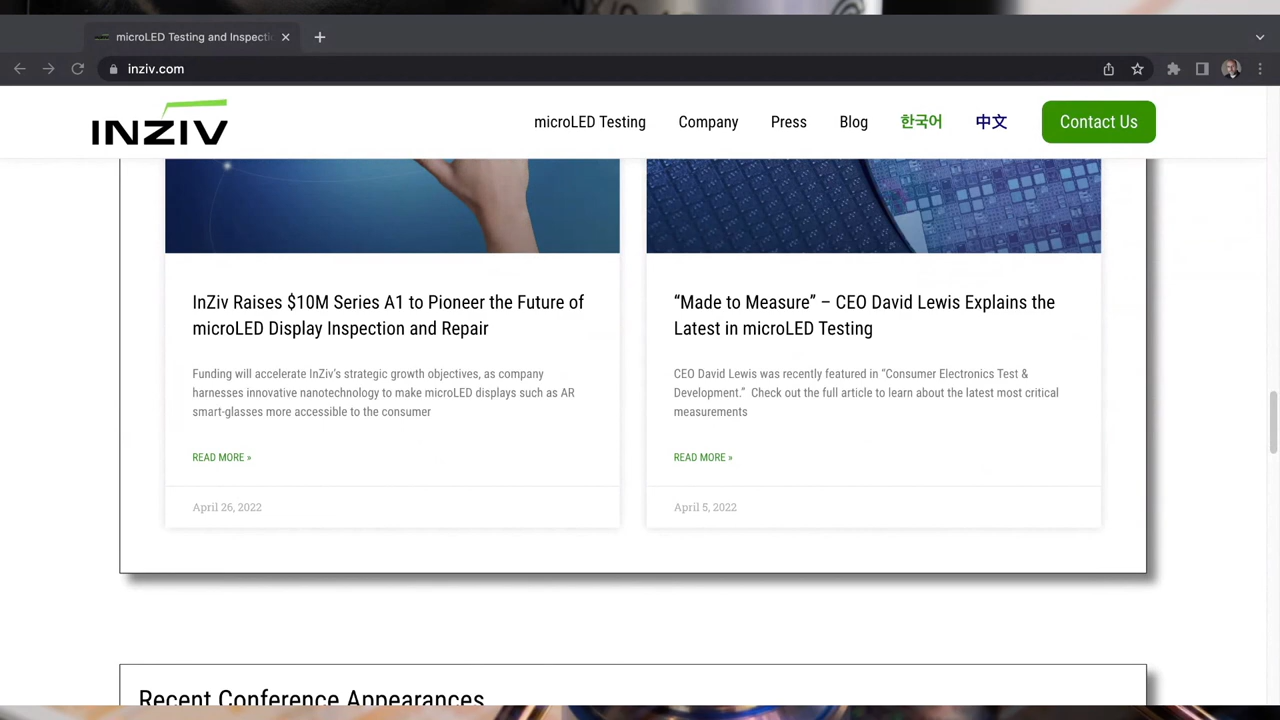 microLED Testing and Inspecti
inziv.com
INZIV
microLED Testing
Company
Press
Blog
한국어
中文
Contact Us
InZiv Raises $10M Series A1 to Pioneer the Future of
microLED Display Inspection and Repair
Funding will accelerate InZiv's strategic growth objectives, as company
harnesses innovative nanotechnology to make microLED displays such as AR
smart-glasses more accessible to the consumer
READ MORE »
April 26, 2022
“Made to Measure” – CEO David Lewis Explains the
Latest in microLED Testing
CEO David Lewis was recently featured in “Consumer Electronics Test &
Development.” Check out the full article to learn about the latest most critical
measurements
READ MORE »
April 5, 2022
Recent Conference Appearances